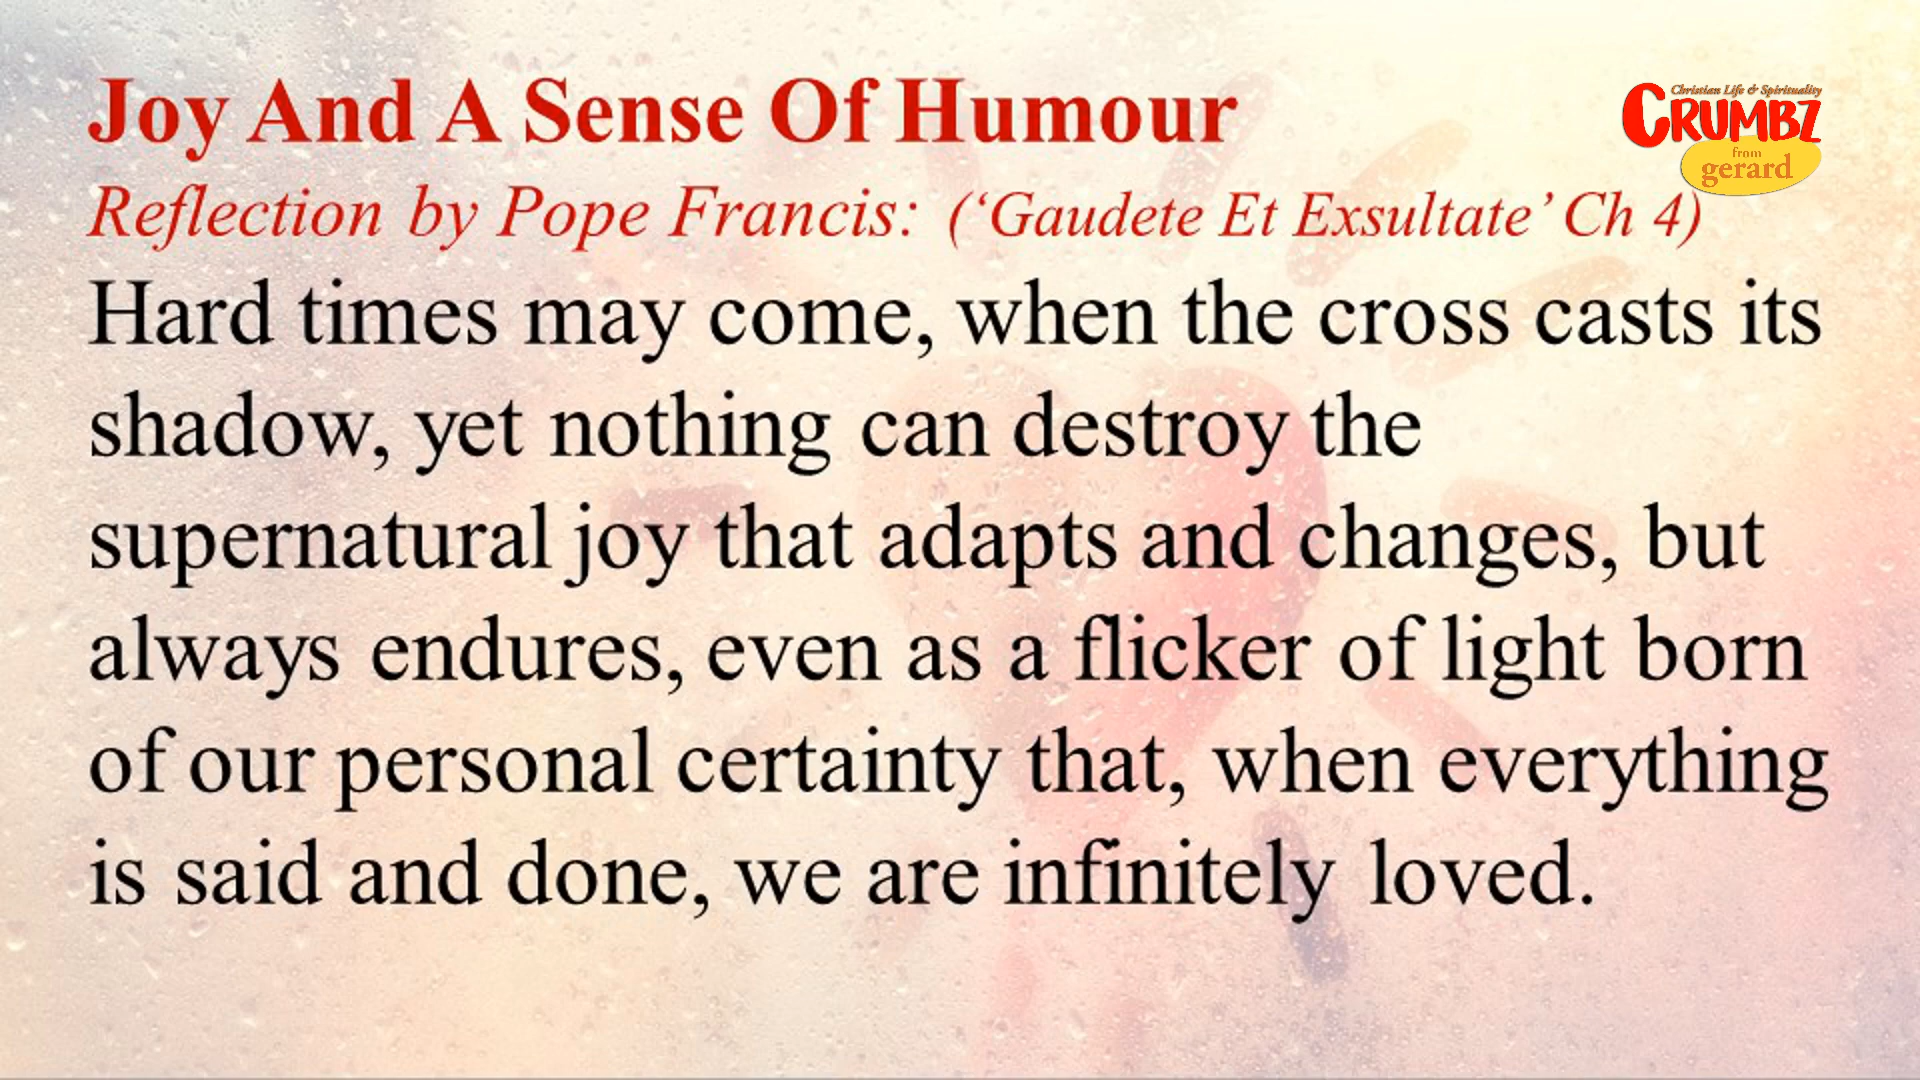 Joy And A Sense Of Humour
Christian Life & Spirituality
CRUMBZ
from
gerard
Reflection by Pope Francis: (‘Gaudete Et Exsultate’ Ch 4)
Hard times may come, when the cross casts its
shadow, yet nothing can destroy the
supernatural joy that adapts and changes, but
always endures, even as a flicker of light born
of our personal certainty that, when everything
is said and done, we are infinitely loved.